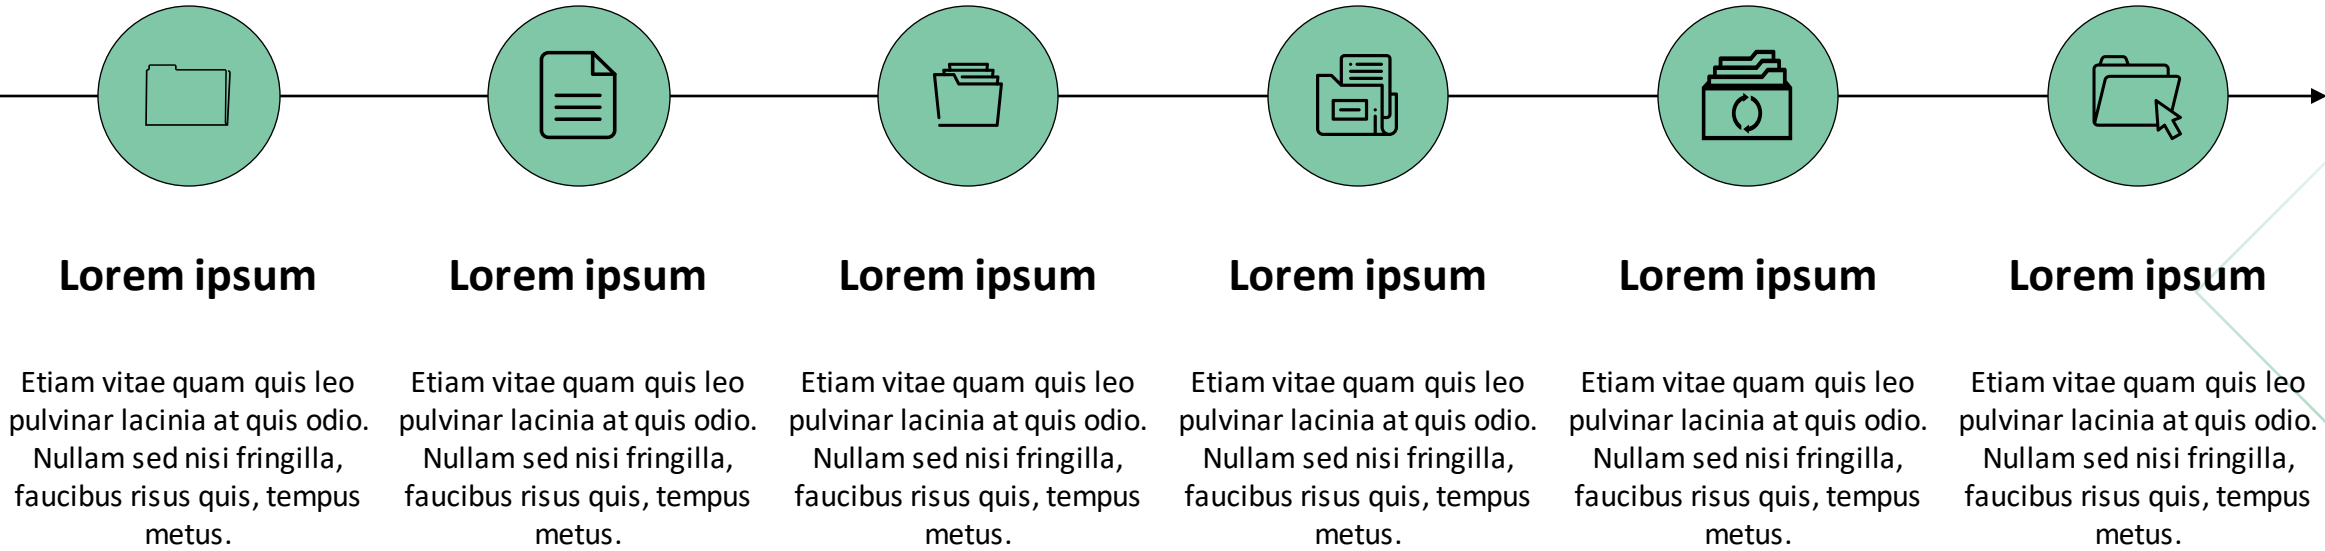 Lorem ipsum
Etiam vitae quam quis leo
pulvinar lacinia at quis odio.
Nullam sed nisi fringilla,
faucibus risus quis, tempus
metus.
Lorem ipsum
Etiam vitae quam quis leo
pulvinar lacinia at quis odio.
Nullam sed nisi fringilla,
faucibus risus quis, tempus
metus.
Lorem ipsum
Etiam vitae quam quis leo
pulvinar lacinia at quis odio.
Nullam sed nisi fringilla,
faucibus risus quis, tempus
metus.
Lorem ipsum
Etiam vitae quam quis leo
pulvinar lacinia at quis odio.
Nullam sed nisi fringilla,
faucibus risus quis, tempus
metus.
Lorem ipsum
Etiam vitae quam quis leo
pulvinar lacinia at quis odio.
Nullam sed nisi fringilla,
faucibus risus quis, tempus
metus.
Lorem ipsum
Etiam vitae quam quis leo
pulvinar lacinia at quis odio.
Nullam sed nisi fringilla,
faucibus risus quis, tempus
metus.